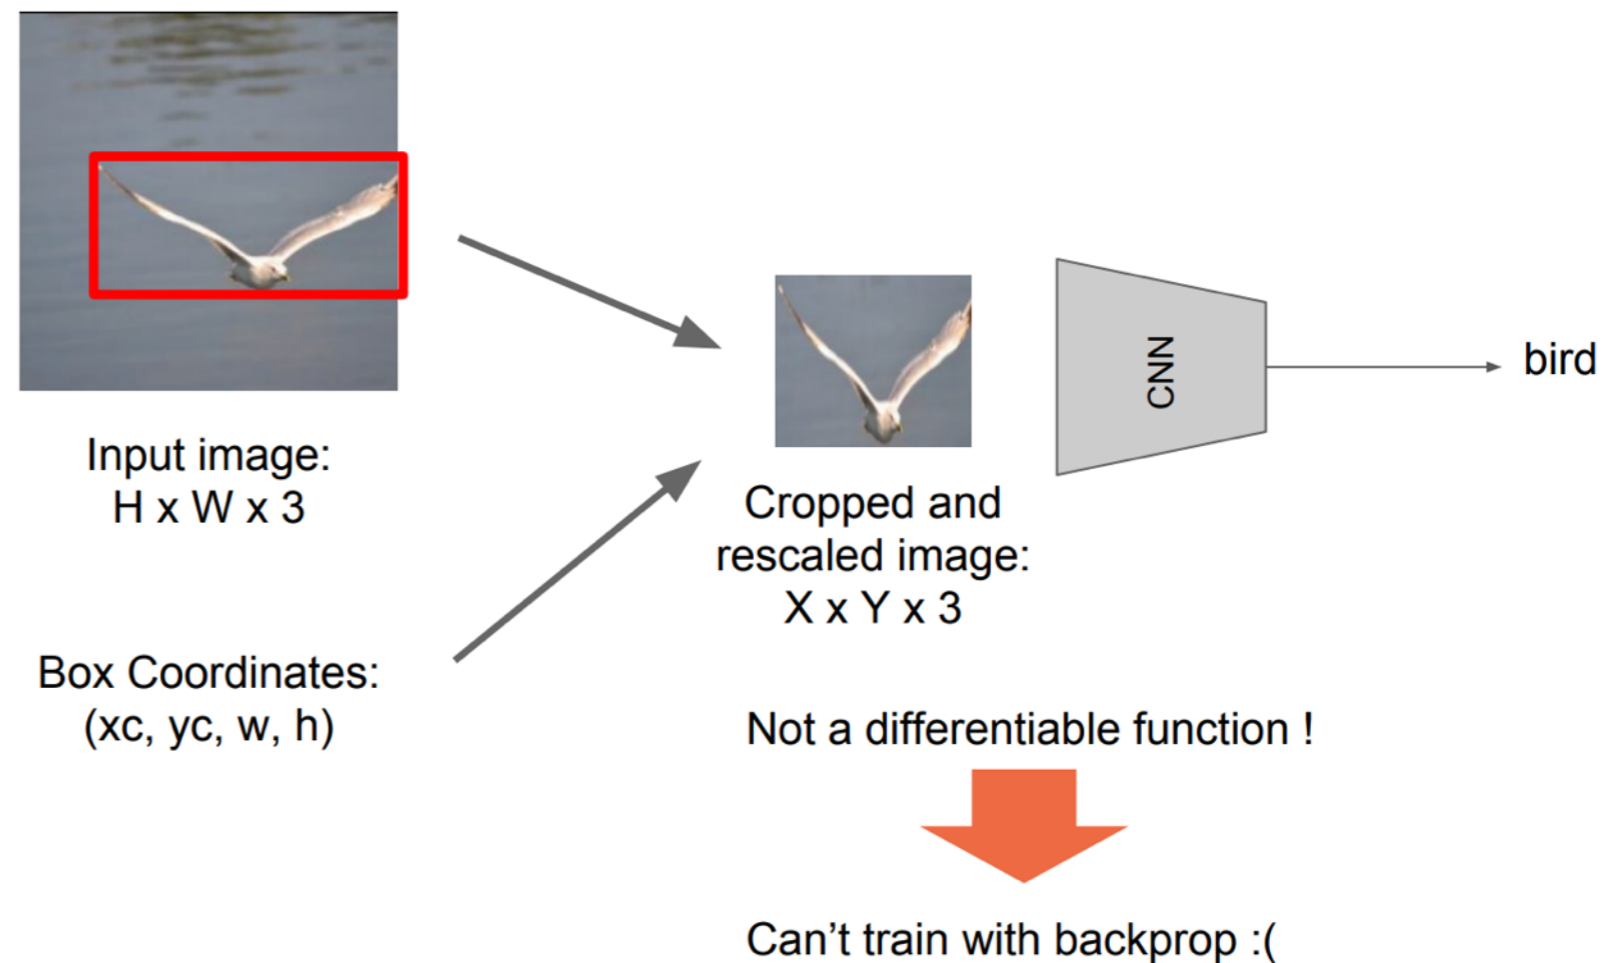 Input image:
H x W x 3
Box Coordinates:
(xc, yc, w, h)
Cropped and
rescaled image:
X x Y x 3
CNN
bird
Not a differentiable function !
Can't train with backprop :(